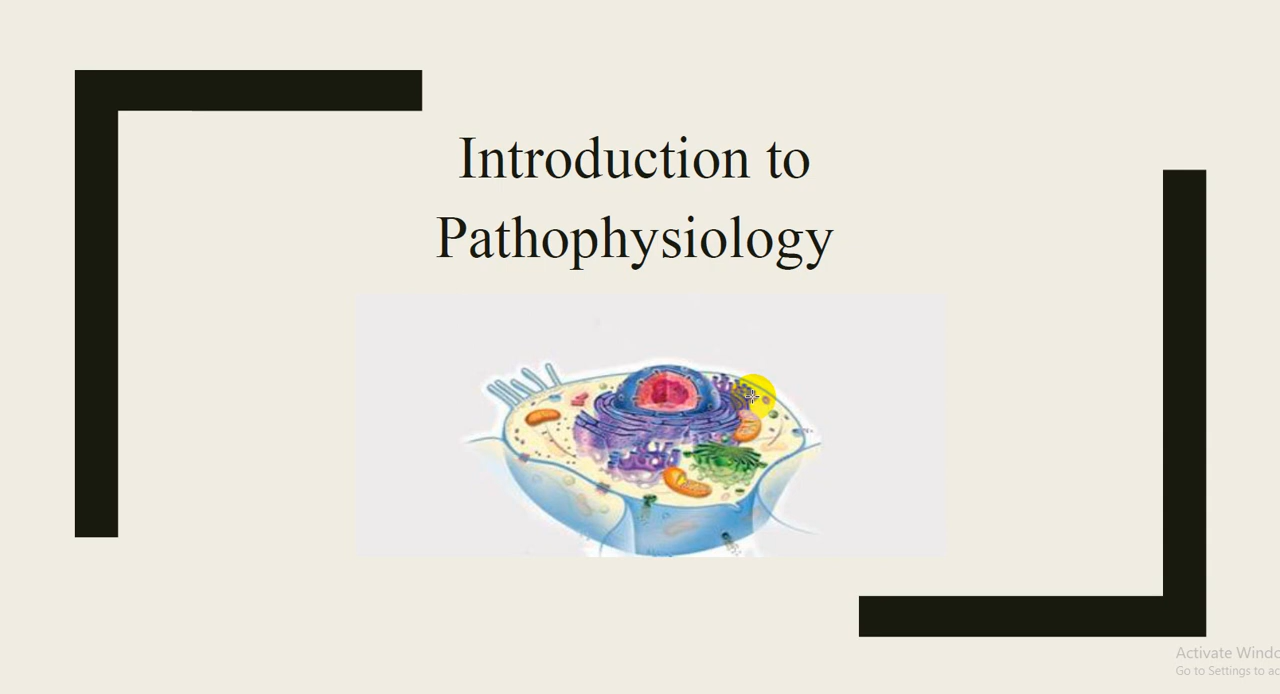 Introduction to
Pathophysiology
Activate Windo
Go to Settings to ac